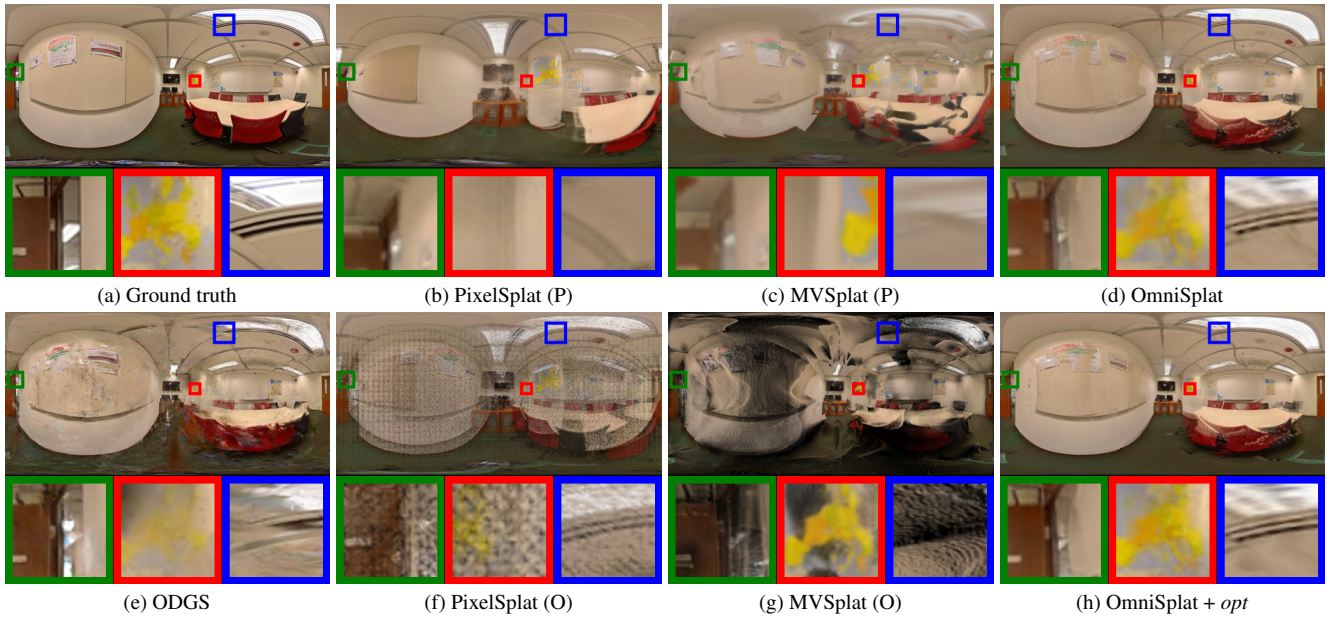 (a) Ground truth
(b) PixelSplat (P)
(c) MVSplat (P)
(d) OmniSplat
(e) ODGS
(f) PixelSplat (O)
(g) MVSplat (O)
(h) OmniSplat + opt